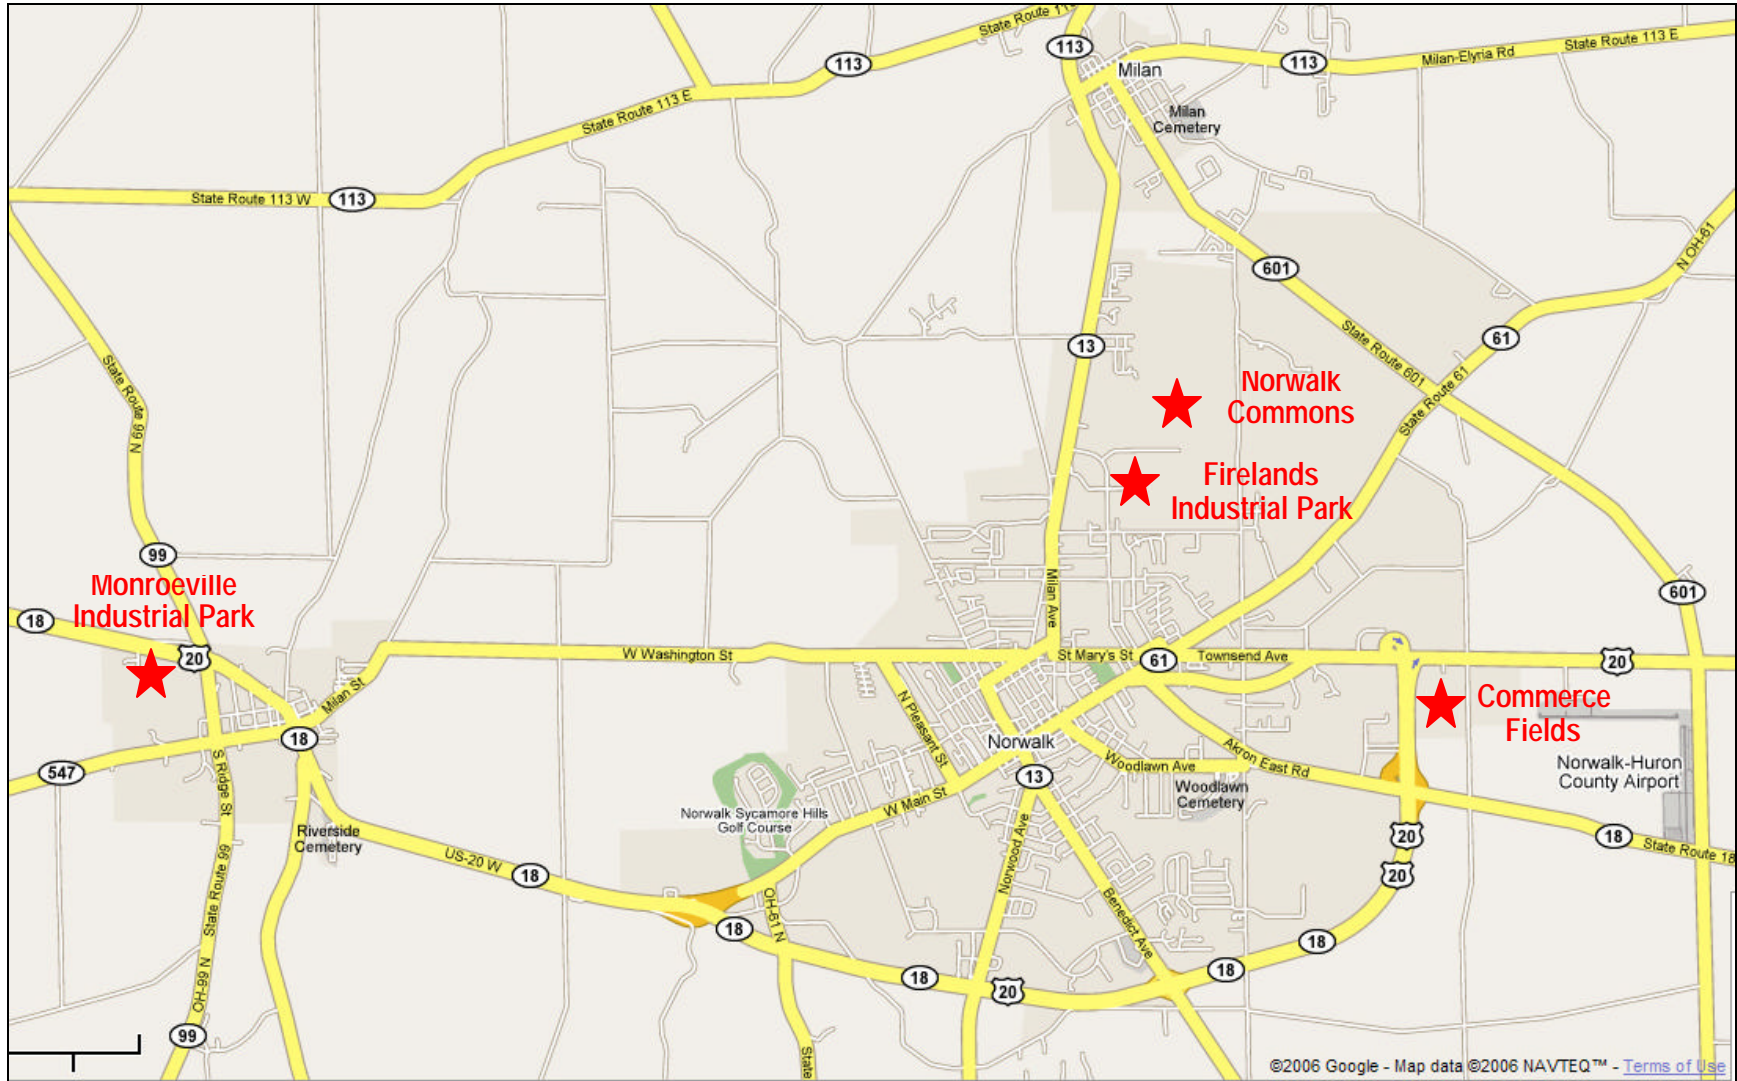 State Route 11
113
113
Milan
113
Milan-Elyria Rd
State Route 113 E
State Route 113 E
Milan
Cemetery
State Route 113 W
113
N OH-61
601
State Route 99 N
13
State Route 601
61
State Route 61
Norwalk
Commons
Firelands
Industrial Park
99
Monroeville
Industrial Park
18
Milan Ave
601
20
W Washington St
St Mary's St
61
Townsend Ave
20
Milan St
N Pleasant St
Commerce
Fields
18
547
S Ridge St
Norwalk
13
Woodlawn Ave
Akron East Rd
Woodlawn
Cemetery
Norwalk-Huron
County Airport
Norwalk Sycamore Hills
Golf Course
W Main St
Riverside
Cemetery
US-20 W
18
Norwood Ave
Benedict Ave
20
20
18
State Route 18
State Route 99
OH-99 N
OH-61 N
18
18
20
18
18
99
State
©2006 Google - Map data ©2006 NAVTEQ™ - Terms of Use